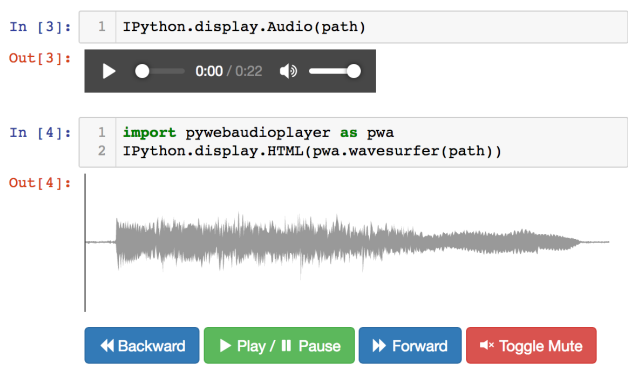 In [3]: 1 IPython.display.Audio(path)
Out[3]:
0:00 / 0:22
In [4]: 1 import pywebaudioplayer as pwa
2 IPython.display.HTML(pwa.wavesurfer(path))
Out[4]:
Backward Play / Pause Forward Toggle Mute